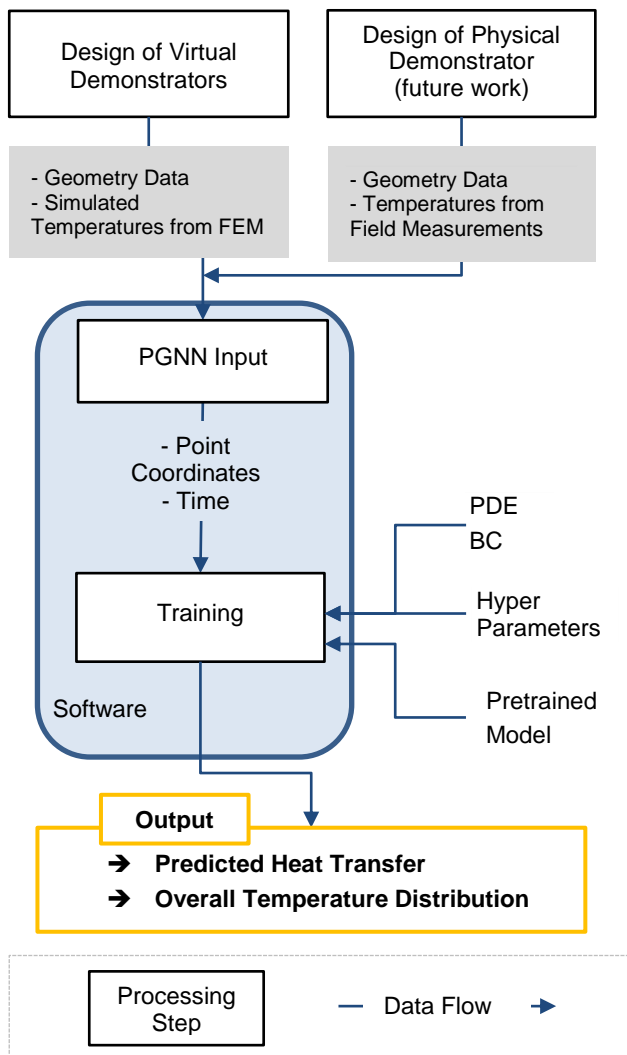 Design of Virtual
Demonstrators
Design of Physical
Demonstrator
(future work)
- Geometry Data
- Simulated
Temperatures from FEM
- Geometry Data
- Temperatures from
Field Measurements
PGNN Input
- Point
Coordinates
- Time
PDE
BC
Training
Hyper
Parameters
Software
Pretrained
Model
Output
➔ Predicted Heat Transfer
➔ Overall Temperature Distribution
Processing
Step
Data Flow